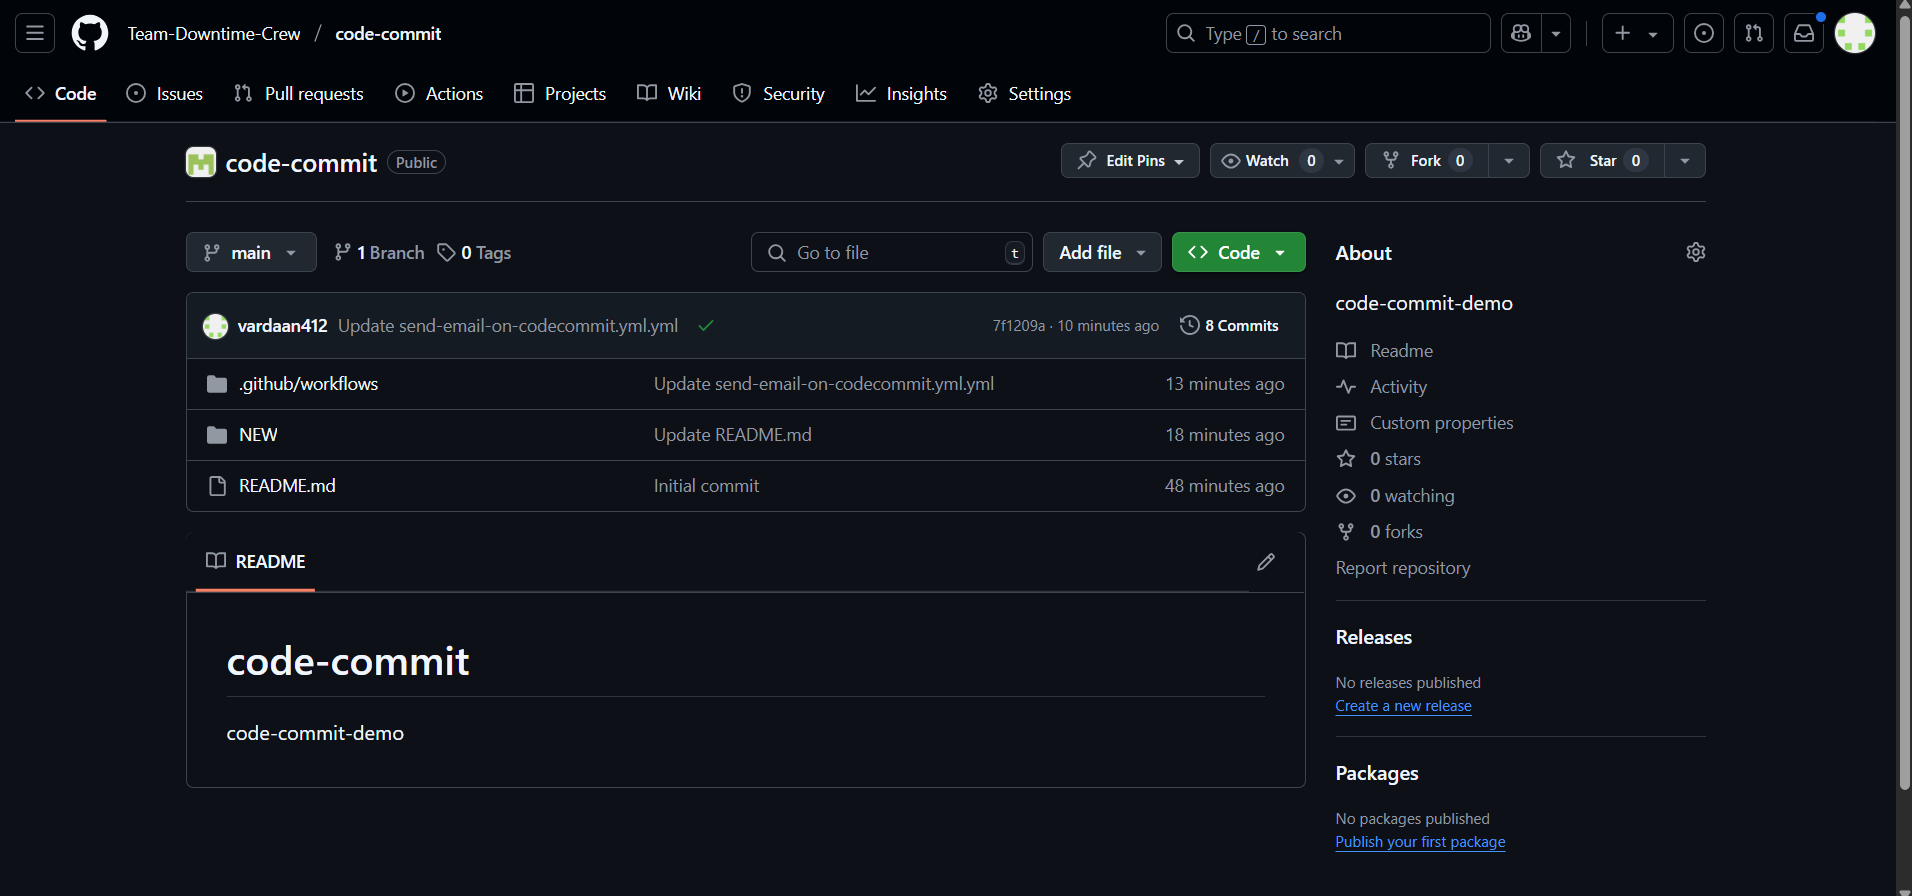 Team-Downtime-Crew / code-commit
Type / to search
Code Issues Pull requests Actions Projects Wiki Security Insights Settings
code-commit Public
Edit Pins Watch 0 Fork 0 Star 0
main 1 Branch 0 Tags Go to file t Add file Code
vardaan412 Update send-email-on-codecommit.yml.yml 7f1209a · 10 minutes ago 8 Commits
.github/workflows Update send-email-on-codecommit.yml.yml 13 minutes ago
NEW Update README.md 18 minutes ago
README.md Initial commit 48 minutes ago
README
code-commit
code-commit-demo
About
code-commit-demo
Readme
Activity
Custom properties
0 stars
0 watching
0 forks
Report repository
Releases
No releases published
Create a new release
Packages
No packages published
Publish your first package